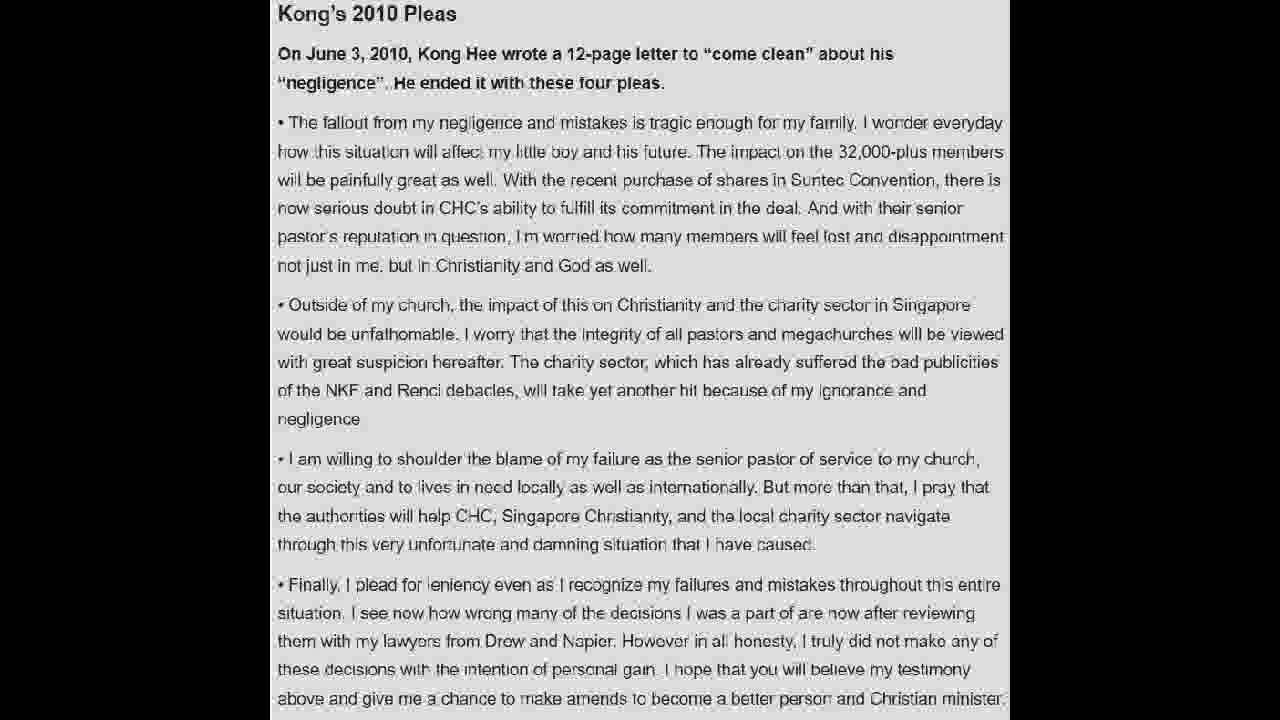 Kong's 2010 Pleas
On June 3, 2010, Kong Hee wrote a 12-page letter to “come clean” about his
“negligence”. He ended it with these four pleas.
• The fallout from my negligence and mistakes is tragic enough for my family. I wonder everyday
how this situation will affect my little boy and his future. The impact on the 32,000-plus members
will be painfully great as well. With the recent purchase of shares in Suntec Convention, there is
now serious doubt in CHC's ability to fulfill its commitment in the deal. And with their senior
pastor's reputation in question, I'm worried how many members will feel lost and disappointment
not just in me, but in Christianity and God as well.
• Outside of my church, the impact of this on Christianity and the charity sector in Singapore
would be unfathomable. I worry that the integrity of all pastors and megachurches will be viewed
with great suspicion hereafter. The charity sector, which has already suffered the bad publicities
of the NKF and Renci debacles, will take yet another hit because of my ignorance and
negligence
• I am willing to shoulder the blame of my failure as the senior pastor of service to my church,
our society and to lives in need locally as well as internationally. But more than that, I pray that
the authorities will help CHC, Singapore Christianity, and the local charity sector navigate
through this very unfortunate and damning situation that I have caused.
• Finally, I plead for leniency even as I recognize my failures and mistakes throughout this entire
situation. I see now how wrong many of the decisions I was a part of are now after reviewing
them with my lawyers from Drew and Napier. However in all honesty, I truly did not make any of
these decisions with the intention of personal gain. I hope that you will believe my testimony
above and give me a chance to make amends to become a better person and Christian minister.